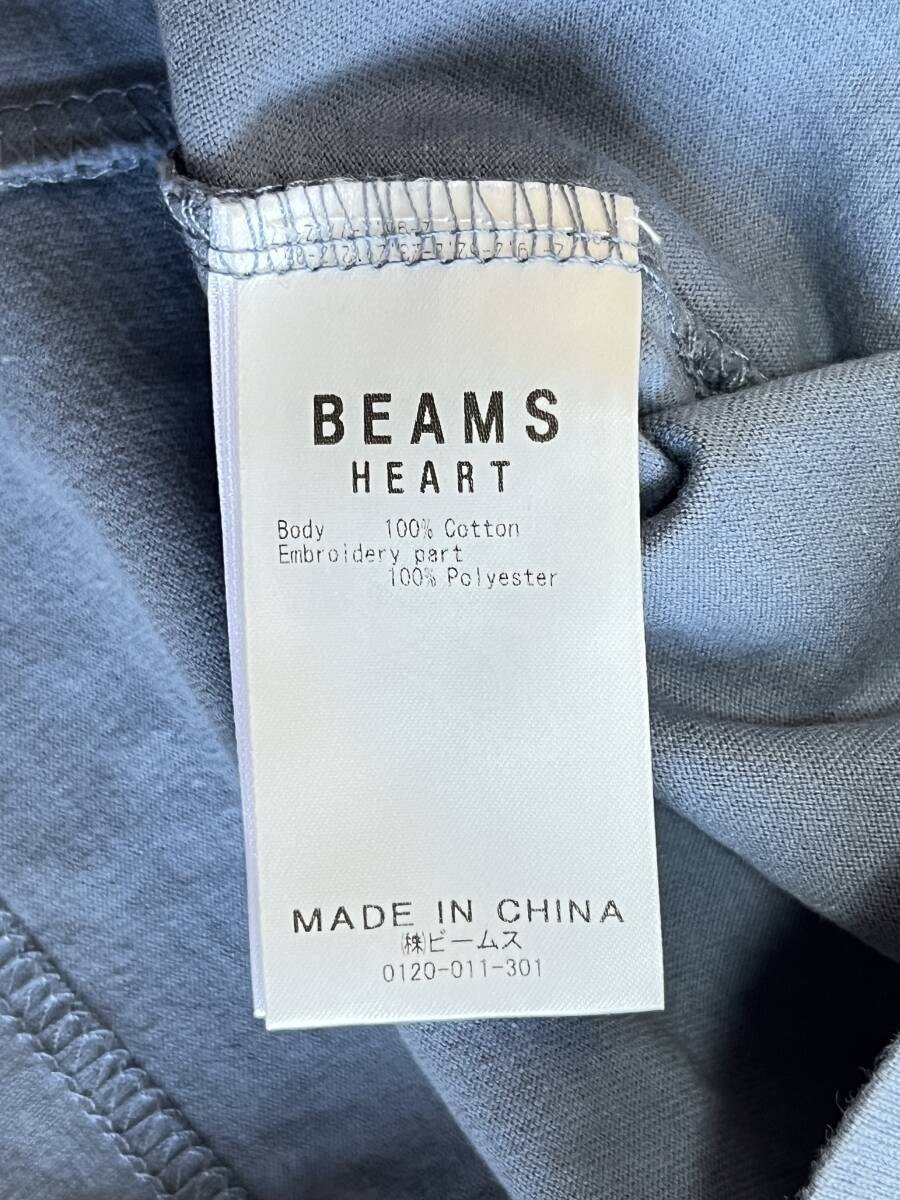 BEAMS
HEART
Body 100% Cotton
Embroidery part
100% Polyester
MADE IN CHINA
㈱ビームス
0120-011-301